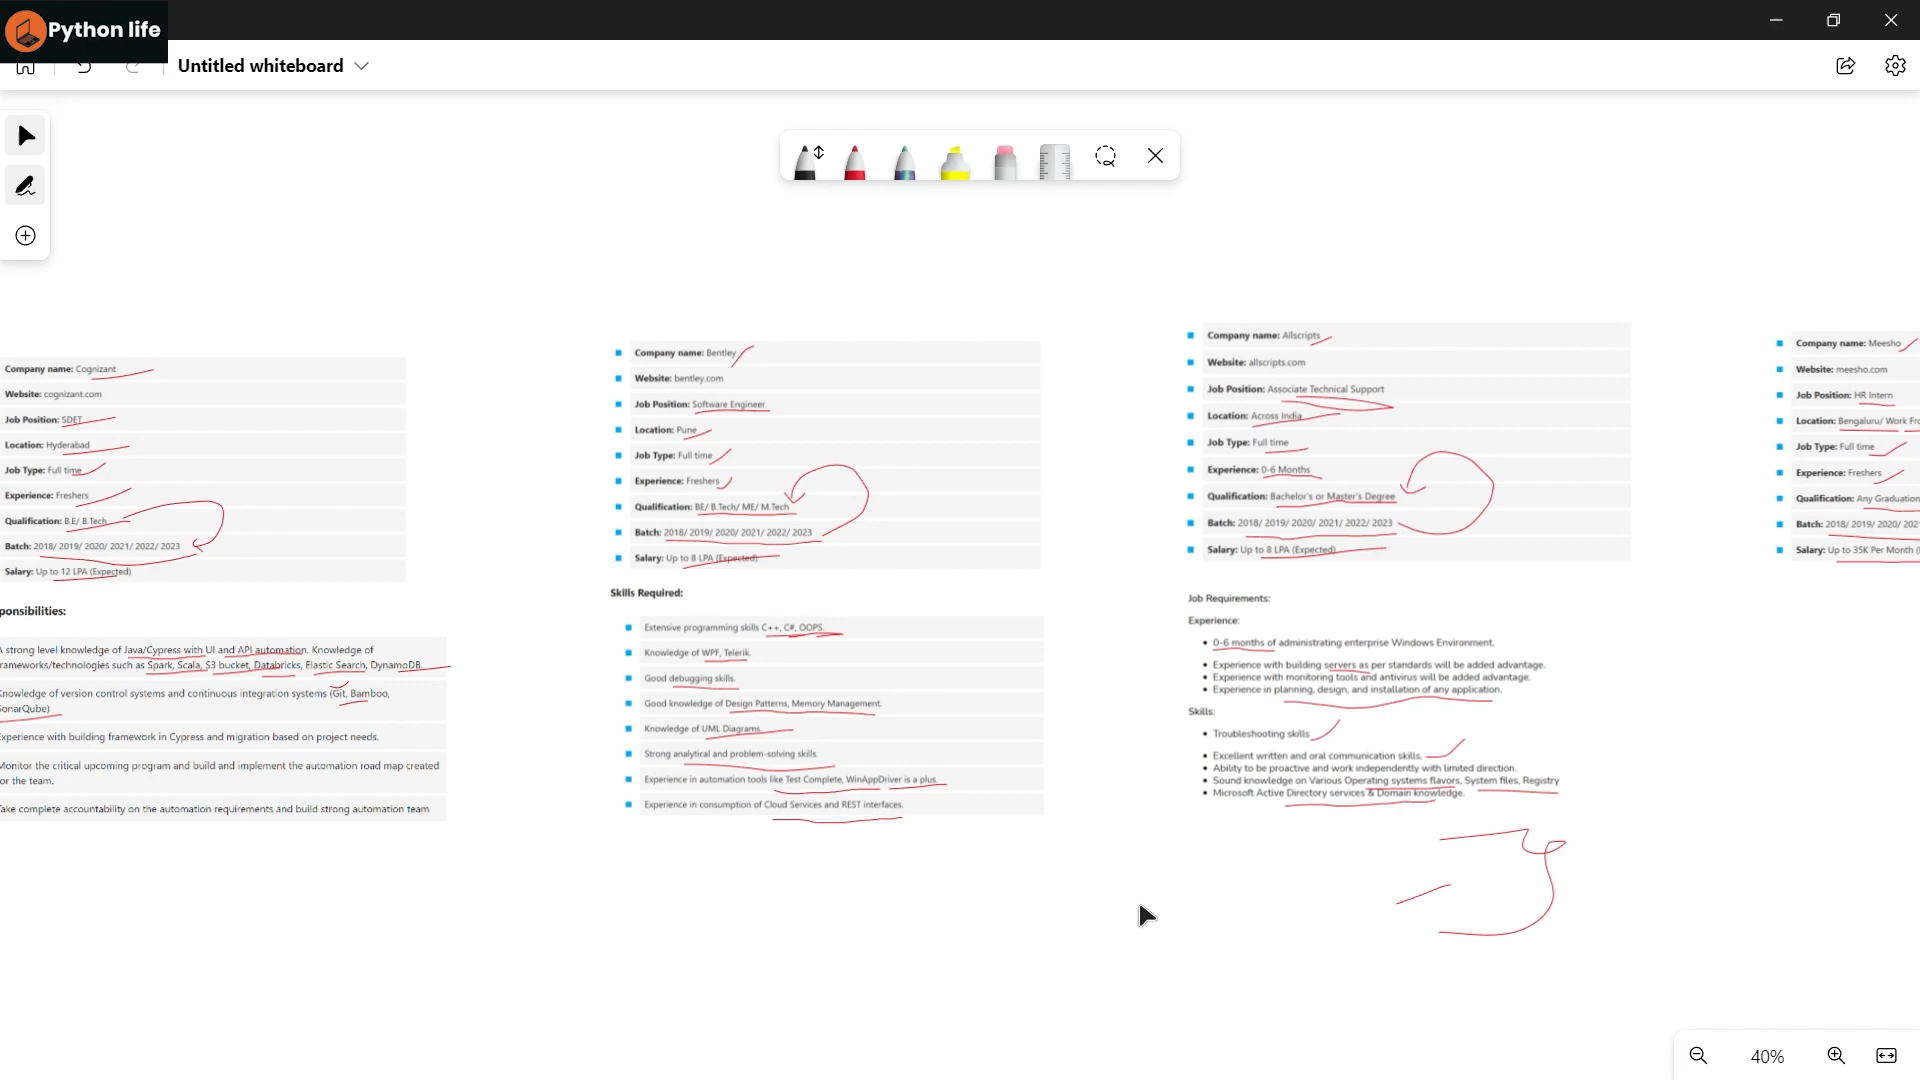 Python life
Untitled whiteboard
Company name: Cognizant
Website: cognizant.com
Job Position: SDET
Location: Hyderabad
Job Type: Full time
Experience: Freshers
Qualification: B.E/ B.Tech
Batch: 2018/ 2019/ 2020/ 2021/ 2022/ 2023
Salary: Up to 12 LPA (Expected)
ponsibilities:
A strong level knowledge of Java/Cypress with UI and API automation. Knowledge of
rameworks/technologies such as Spark, Scala, S3 bucket, Databricks, Elastic Search, DynamoDB.
Knowledge of version control systems and continuous integration systems (Git, Bamboo,
SonarQube)
Experience with building framework in Cypress and migration based on project needs.
Monitor the critical upcoming program and build and implement the automation road map created
or the team.
Take complete accountability on the automation requirements and build strong automation team
Company name: Bentley
Website: bentley.com
Job Position: Software Engineer
Location: Pune
Job Type: Full time
Experience: Freshers
Qualification: BE/ B.Tech/ ME/ M.Tech
Batch: 2018/ 2019/ 2020/ 2021/ 2022/ 2023
Salary: Up to 8 LPA (Expected)
Skills Required:
Extensive programming skills C++, C#, OOPS.
Knowledge of WPF, Telerik.
Good debugging skills.
Good knowledge of Design Patterns, Memory Management.
Knowledge of UML Diagrams.
Strong analytical and problem-solving skills.
Experience in automation tools like Test Complete, WinAppDriver is a plus.
Experience in consumption of Cloud Services and REST interfaces.
Company name: Allscripts
Website: allscripts.com
Job Position: Associate Technical Support
Location: Across India
Job Type: Full time
Experience: 0-6 Months
Qualification: Bachelor's or Master's Degree
Batch: 2018/ 2019/ 2020/ 2021/ 2022/ 2023
Salary: Up to 8 LPA (Expected)
Job Requirements:
Experience:
• 0-6 months of administrating enterprise Windows Environment.
• Experience with building servers as per standards will be added advantage.
• Experience with monitoring tools and antivirus will be added advantage.
• Experience in planning, design, and installation of any application.
Skills:
• Troubleshooting skills
• Excellent written and oral communication skills.
• Ability to be proactive and work independently with limited direction.
• Sound knowledge on Various Operating systems flavors, System files, Registry
• Microsoft Active Directory services & Domain knowledge.
Company name: Meesho
Website: meesho.com
Job Position: HR Intern
Location: Bengaluru/ Work Fro
Job Type: Full time
Experience: Freshers
Qualification: Any Graduation
Batch: 2018/ 2019/ 2020/ 202
Salary: Up to 35K Per Month (
40%